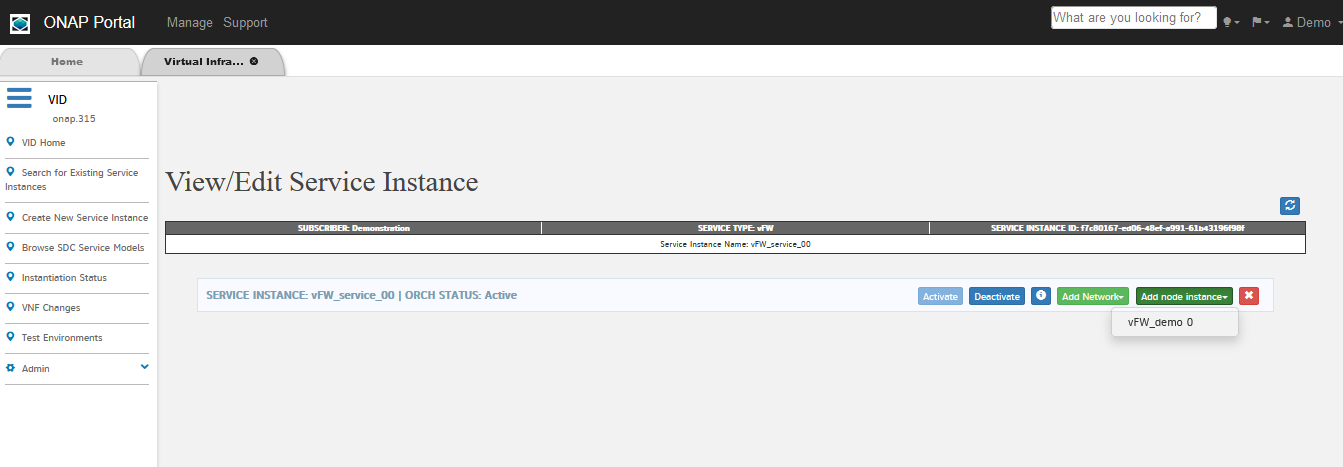 ONAP Portal
Manage Support
What are you looking for?
Demo
Home
Virtual Infra...
VID
onap.315
VID Home
Search for Existing Service
Instances
Create New Service Instance
Browse SDC Service Models
Instantiation Status
VNF Changes
Test Environments
Admin
View/Edit Service Instance
SUBSCRIBER: Demonstration SERVICE TYPE: vFW SERVICE INSTANCE ID: f7c80167-ed06-48ef-a991-61b43196f98f
Service Instance Name: vFW_service_00
SERVICE INSTANCE: vFW_service_00 | ORCH STATUS: Active
Activate Deactivate Add Network Add node instance
vFW_demo 0